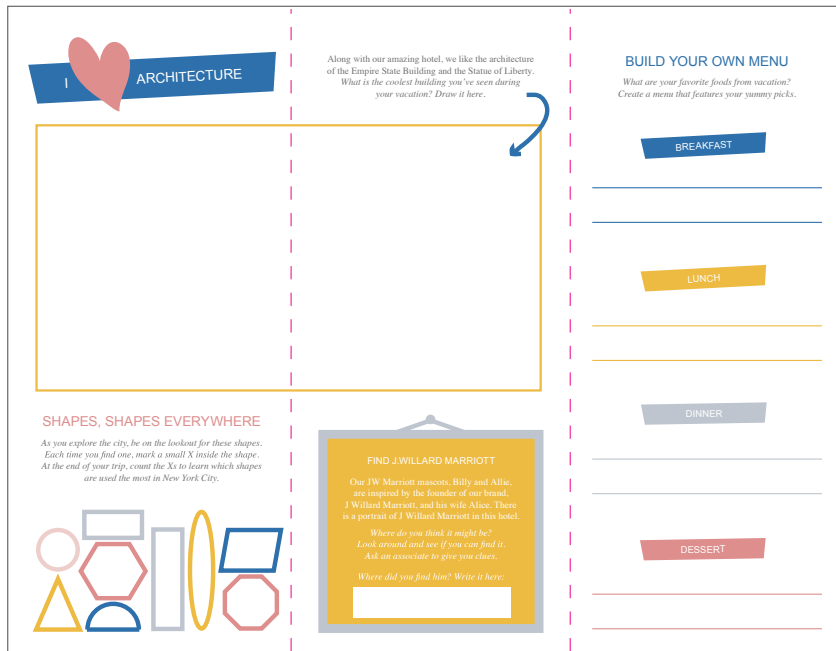 I ARCHITECTURE
Along with our amazing hotel, we like the architecture
of the Empire State Building and the Statue of Liberty.
What is the coolest building you've seen during
your vacation? Draw it here.
SHAPES, SHAPES EVERYWHERE
As you explore the city, be on the lookout for these shapes.
Each time you find one, mark a small X inside the shape.
At the end of your trip, count the Xs to learn which shapes
are used the most in New York City.
FIND J.WILLARD MARRIOTT
Our JW Marriott mascots, Billy and Allie,
are inspired by the founder of our brand,
J Willard Marriott, and his wife Alice. There
is a portrait of J Willard Marriott in this hotel.
Where do you think it might be?
Look around and see if you can find it.
Ask an associate to give you clues.
Where did you find him? Write it here:
BUILD YOUR OWN MENU
What are your favorite foods from vacation?
Create a menu that features your yummy picks.
BREAKFAST
LUNCH
DINNER
DESSERT